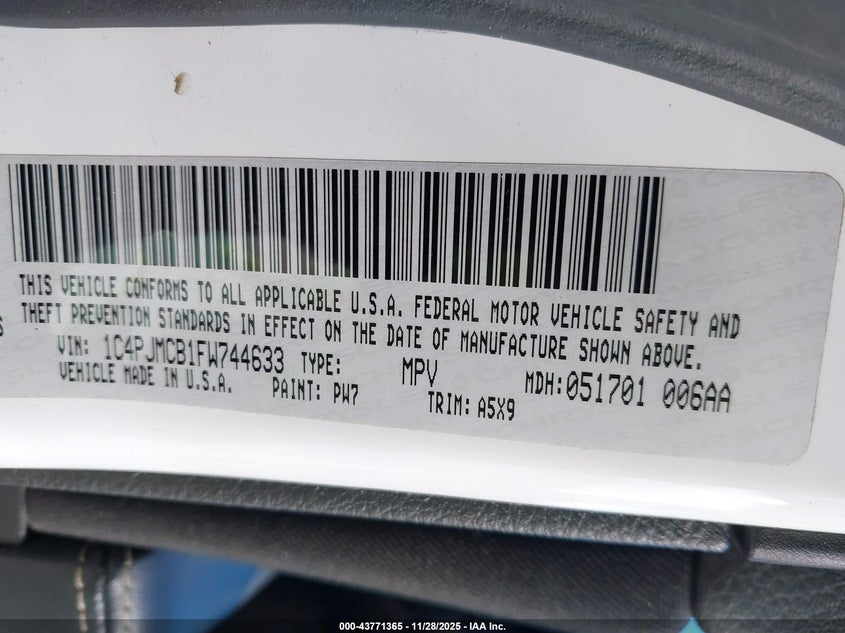 THIS VEHICLE CONFORMS TO ALL APPLICABLE U.S.A. FEDERAL MOTOR VEHICLE SAFETY AND
THEFT PREVENTION STANDARDS IN EFFECT ON THE DATE OF MANUFACTURE SHOWN ABOVE.
VIN: 1C4PJMCB1FW744633 TYPE: MPV MDH:051701 006AA
VEHICLE MADE IN U.S.A. PAINT: PW7 TRIM: A5X9
000-43771365 - 11/28/2025 - IAA Inc.